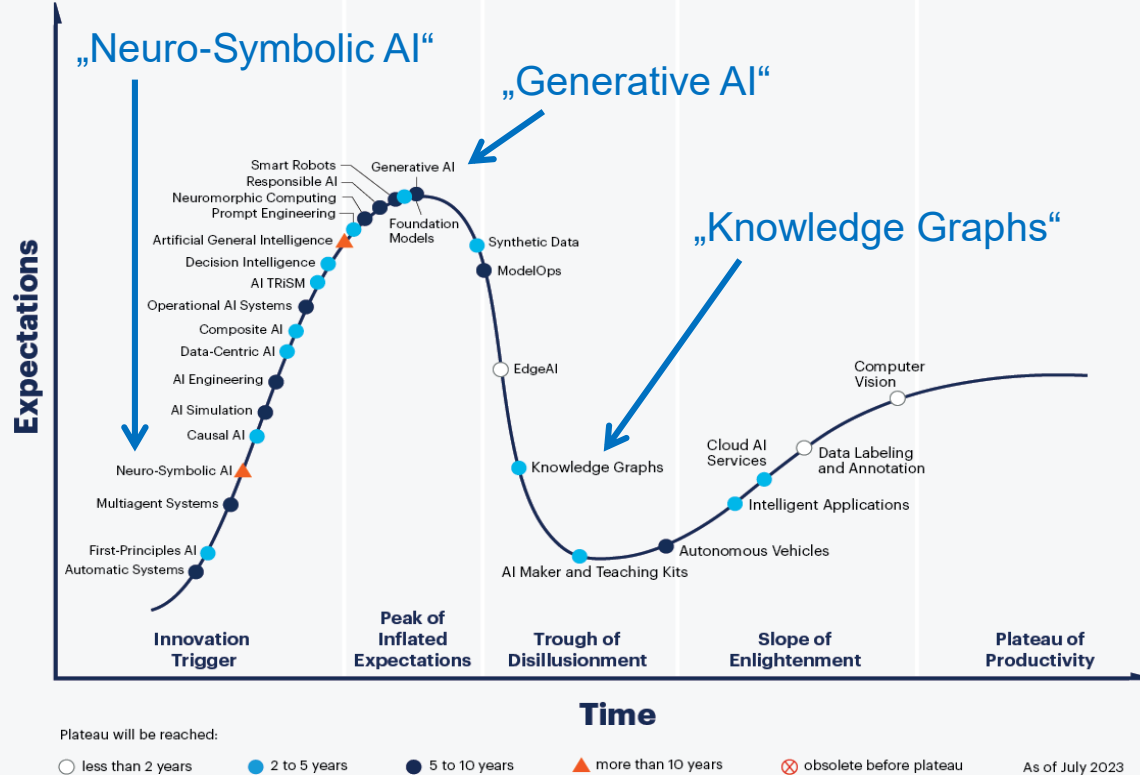 „Neuro-Symbolic AI“
„Generative AI“
„Knowledge Graphs“
Expectations
Smart Robots
Responsible AI
Neuromorphic Computing
Prompt Engineering
Artificial General Intelligence
Decision Intelligence
AI TRiSM
Operational AI Systems
Composite AI
Data-Centric AI
AI Engineering
AI Simulation
Causal AI
Neuro-Symbolic AI
Multiagent Systems
First-Principles AI
Automatic Systems
Generative AI
Foundation
Models
Synthetic Data
ModelOps
EdgeAI
Knowledge Graphs
AI Maker and Teaching Kits
Autonomous Vehicles
Intelligent Applications
Cloud AI
Services
Data Labeling
and Annotation
Computer
Vision
Innovation
Trigger
Peak of
Inflated
Expectations
Trough of
Disillusionment
Slope of
Enlightenment
Plateau of
Productivity
Time
Plateau will be reached:
less than 2 years
2 to 5 years
5 to 10 years
more than 10 years
obsolete before plateau
As of July 2023